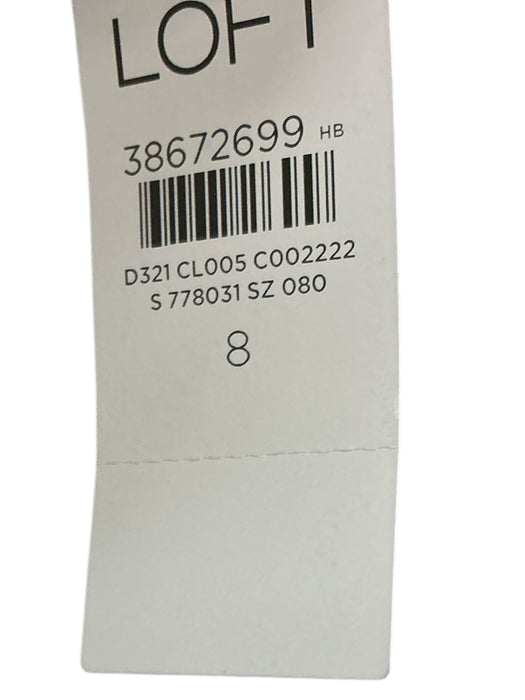 LOFT
38672699 HB
D321 CL005 C002222
S 778031 SZ 080
8